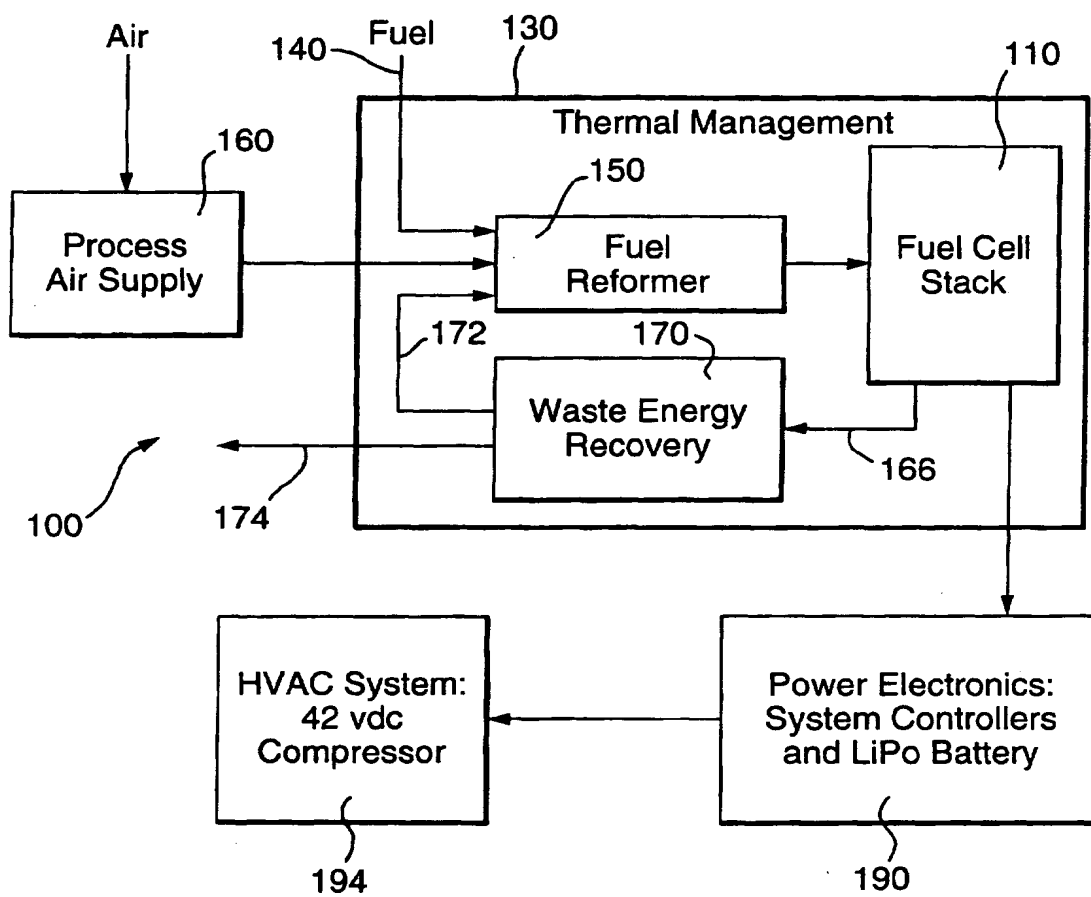 Air
140
Fuel
130
110
Thermal Management
160
150
Process
Air Supply
Fuel
Reformer
Fuel Cell
Stack
172
170
Waste Energy
Recovery
166
100
174
HVAC System:
42 vdc
Compressor
Power Electronics:
System Controllers
and LiPo Battery
194
190